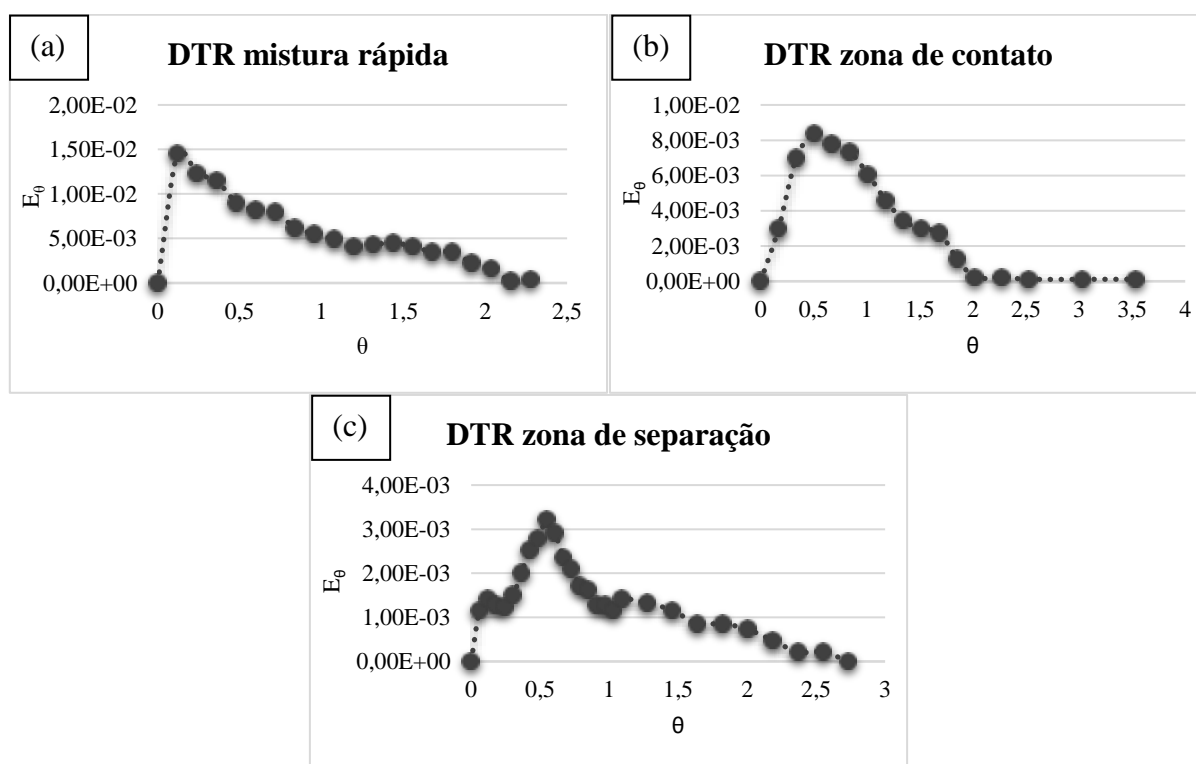 (a)
DTR mistura rápida
2,00E-02
1,50E-02
1,00E-02
5,00E-03
0,00E+00
E_θ
0 0,5 1 1,5 2 2,5
θ
(b)
DTR zona de contato
1,00E-02
8,00E-03
6,00E-03
4,00E-03
2,00E-03
0,00E+00
E_θ
0 0,5 1 1,5 2 2,5 3 3,5 4
θ
(c)
DTR zona de separação
4,00E-03
3,00E-03
2,00E-03
1,00E-03
0,00E+00
E_θ
0 0,5 1 1,5 2 2,5 3
θ